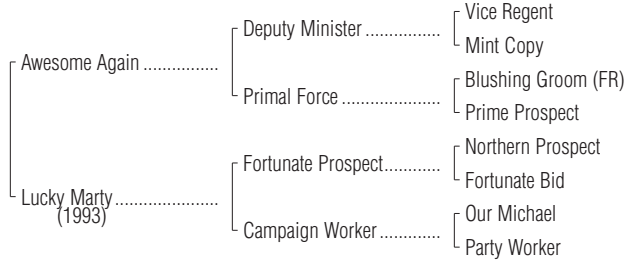 Vice Regent
Deputy Minister ...................
Mint Copy
Awesome Again ................
Blushing Groom (FR)
Primal Force .....................
Prime Prospect
Northern Prospect
Fortunate Prospect............
Fortunate Bid
Lucky Marty......................
(1993)
Our Michael
Campaign Worker.............
Party Worker